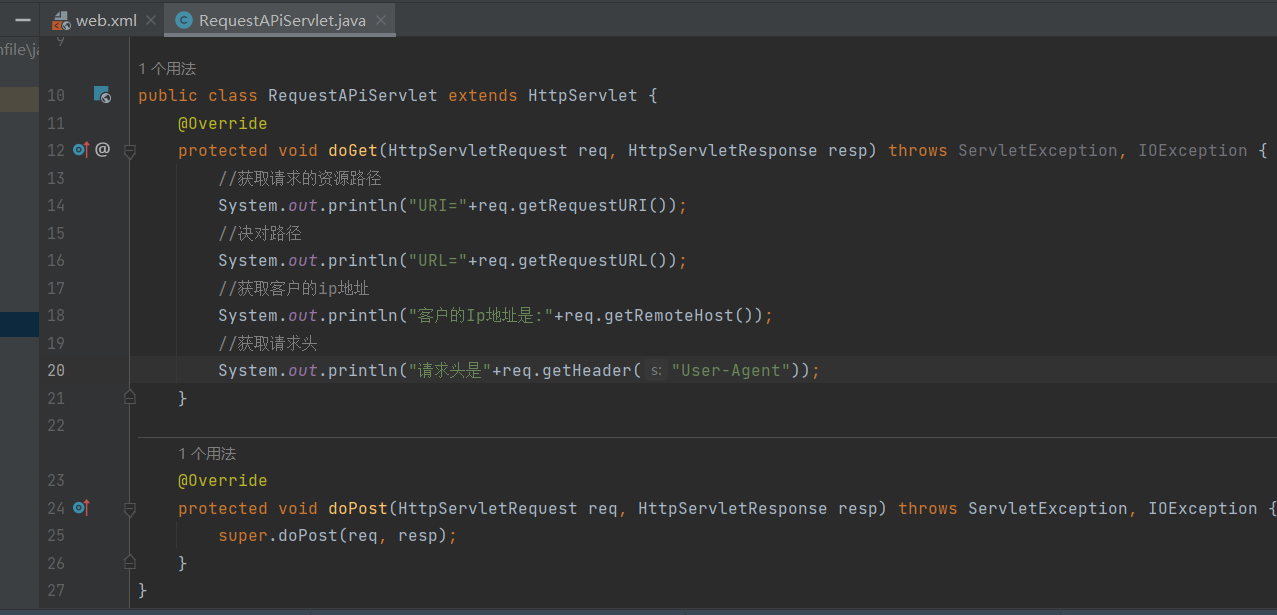 web.xml
RequestAPiServlet.java
9
1 个用法
10 public class RequestAPiServlet extends HttpServlet {
11 @Override
12 @ protected void doGet(HttpServletRequest req, HttpServletResponse resp) throws ServletException, IOException {
13 //获取请求的资源路径
14 System.out.println("URI="+req.getRequestURI());
15 //决对路径
16 System.out.println("URL="+req.getRequestURL());
17 //获取客户的ip地址
18 System.out.println("客户的Ip地址是:"+req.getRemoteHost());
19 //获取请求头
20 System.out.println("请求头是"+req.getHeader( s: "User-Agent"));
21 }
22
1 个用法
23 @Override
24 protected void doPost(HttpServletRequest req, HttpServletResponse resp) throws ServletException, IOException {
25 super.doPost(req, resp);
26 }
27 }